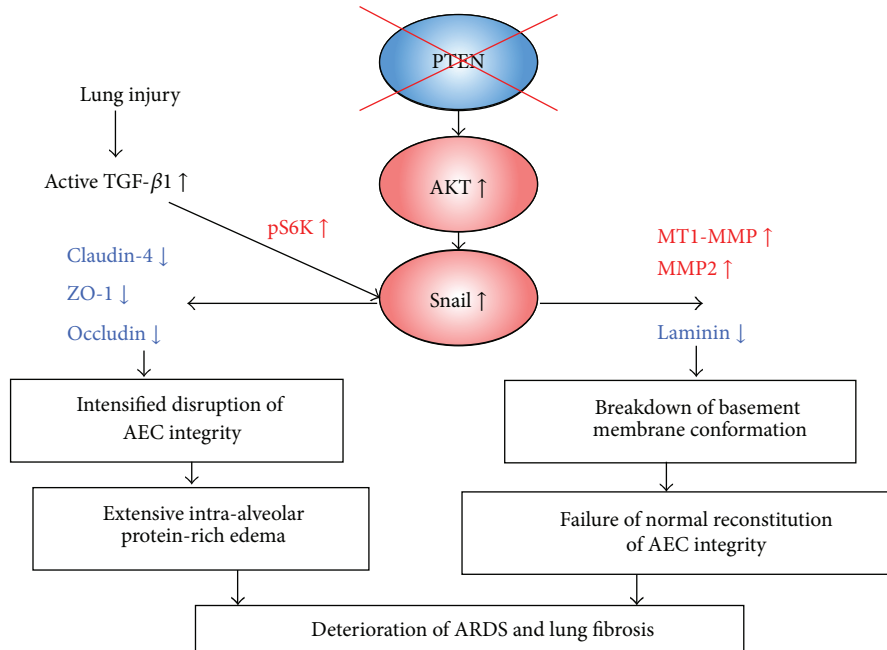 PTEN
Lung injury
AKT ↑
Active TGF-β1 ↑
pS6K ↑
MT1-MMP ↑
Claudin-4 ↓
MMP2 ↑
ZO-1 ↓
Snail ↑
Occludin ↓
Laminin ↓
Intensified disruption of
AEC integrity
Breakdown of basement
membrane conformation
Extensive intra-alveolar
protein-rich edema
Failure of normal reconstitution
of AEC integrity
Deterioration of ARDS and lung fibrosis